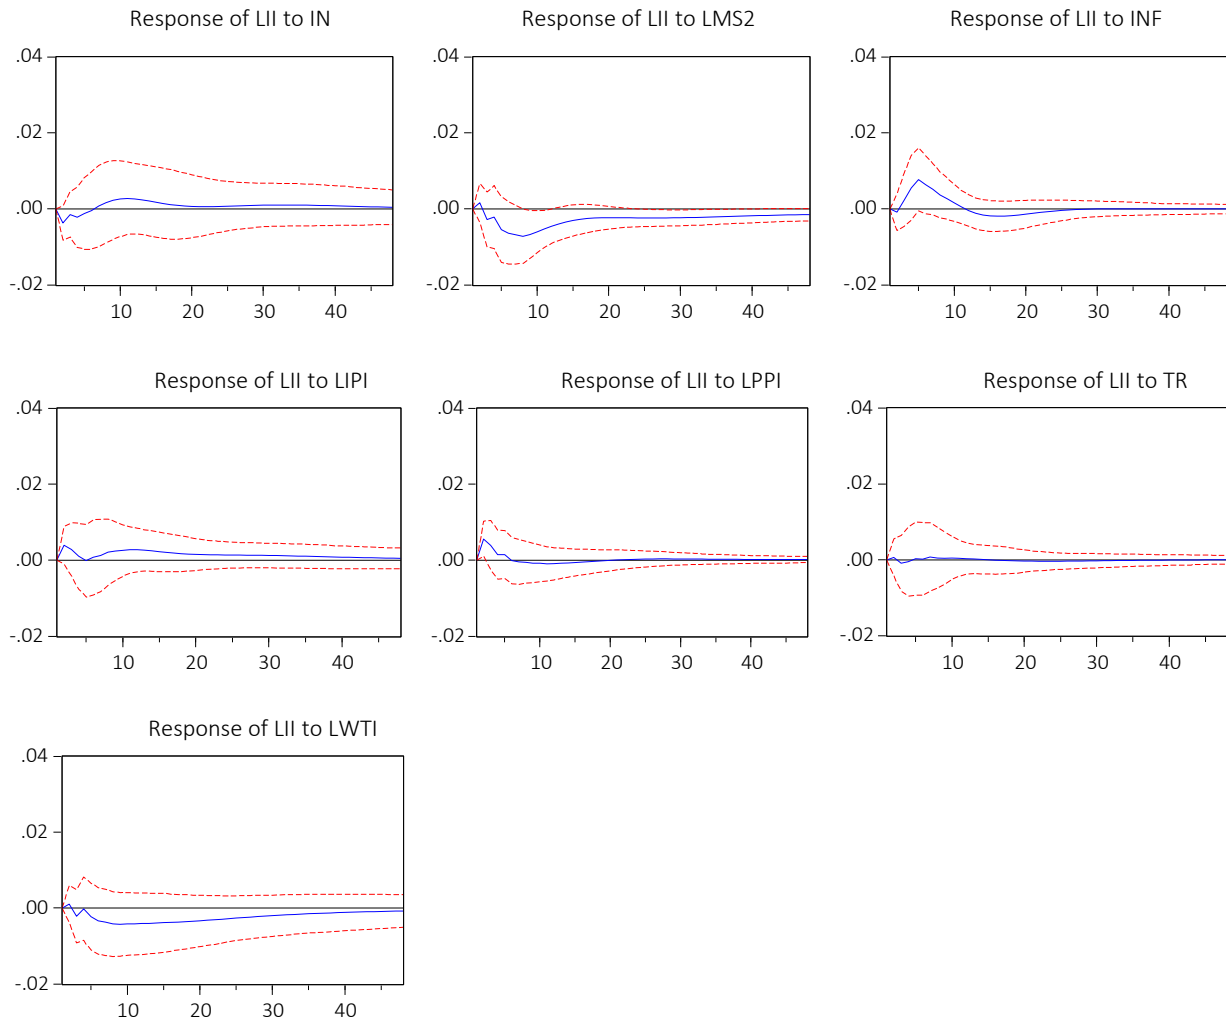 Response of LII to IN
Response of LII to LMS2
Response of LII to INF
.04
.02
.00
-.02
10 20 30 40
.04
.02
.00
-.02
10 20 30 40
.04
.02
.00
-.02
10 20 30 40
Response of LII to LIPI
Response of LII to LPPI
Response of LII to TR
.04
.02
.00
-.02
10 20 30 40
.04
.02
.00
-.02
10 20 30 40
.04
.02
.00
-.02
10 20 30 40
Response of LII to LWTI
.04
.02
.00
-.02
10 20 30 40